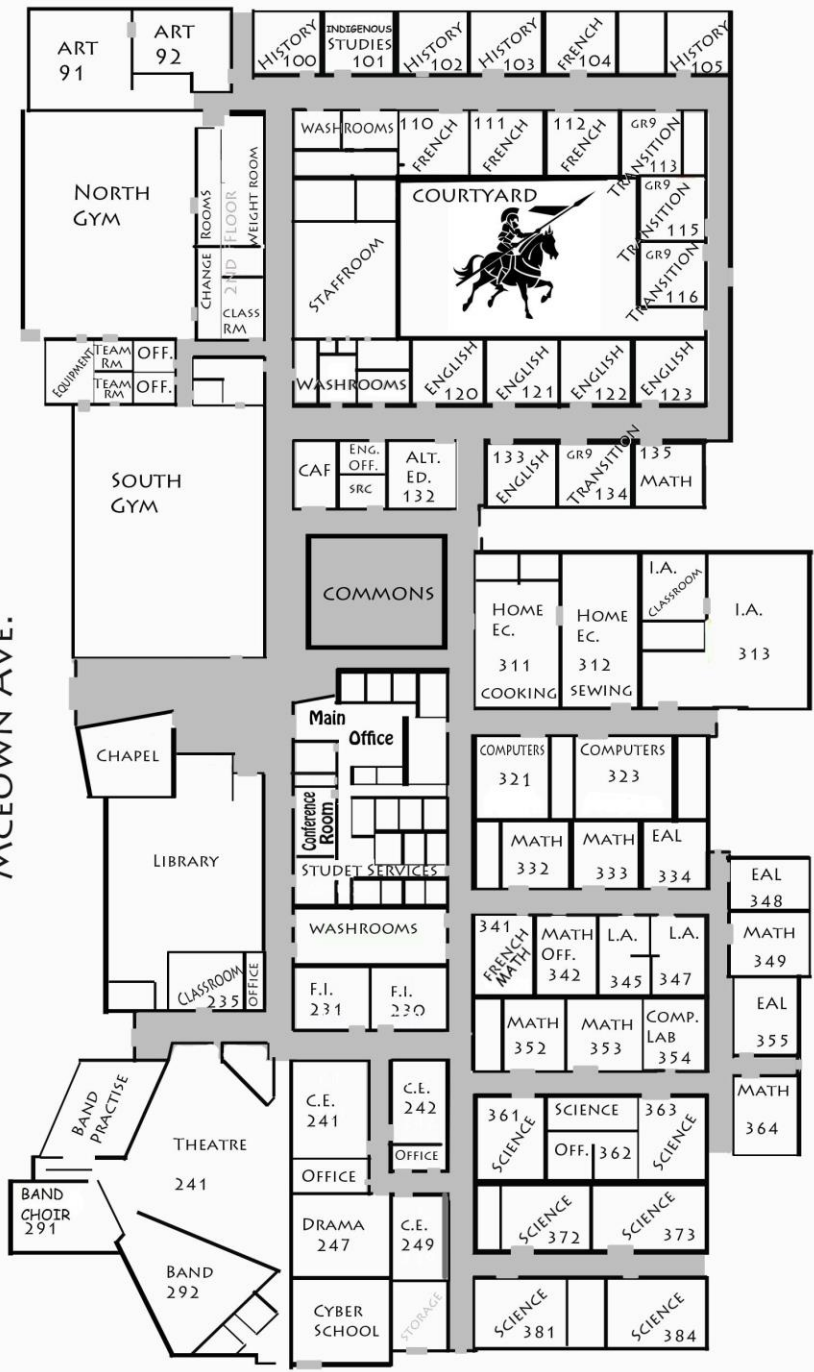 ART
91
ART
92
HISTORY
100
INDIGENOUS
STUDIES
101
HISTORY
102
HISTORY
103
FRENCH
104
HISTORY
105
WASHROOMS
110
FRENCH
111
FRENCH
112
FRENCH
GR9
TRANSITION
113
NORTH
GYM
CHANGE ROOMS
2ND FLOOR
WEIGHT ROOM
CLASS
RM
STAFFROOM
COURTYARD
GR9
TRANSITION
115
GR9
TRANSITION
116
EQUIPMENT
TEAM
RM
OFF.
TEAM
RM
OFF.
WASHROOMS
ENGLISH
120
ENGLISH
121
ENGLISH
122
ENGLISH
123
SOUTH
GYM
CAF
ENG.
OFF.
SRC
ALT.
ED.
132
133
ENGLISH
GR9
TRANSITION
134
135
MATH
COMMONS
HOME
EC.
311
COOKING
HOME
EC.
312
SEWING
I.A.
CLASSROOM
I.A.
313
MCEOWN AVE.
CHAPEL
Main
Office
Conference
Room
STUDET SERVICES
COMPUTERS
321
COMPUTERS
323
LIBRARY
MATH
332
MATH
333
EAL
334
EAL
348
WASHROOMS
341
FRENCH
MATH
MATH
OFF.
342
L.A.
345
L.A.
347
MATH
349
CLASSROOM
235
OFFICE
F.I.
231
F.I.
230
MATH
352
MATH
353
COMP.
LAB
354
EAL
355
BAND
PRACTISE
THEATRE
241
C.E.
241
OFFICE
C.E.
242
OFFICE
361
SCIENCE
SCIENCE
OFF. 362
363
SCIENCE
MATH
364
BAND
CHOIR
291
BAND
292
DRAMA
247
C.E.
249
SCIENCE
372
SCIENCE
373
CYBER
SCHOOL
STORAGE
SCIENCE
381
SCIENCE
384